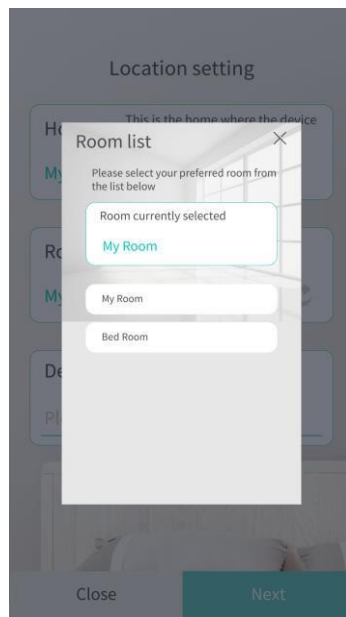 Location setting
This is the home where the device
Room list
Please select your preferred room from
the list below
Room currently selected
My Room
My Room
Bed Room
Close
Next